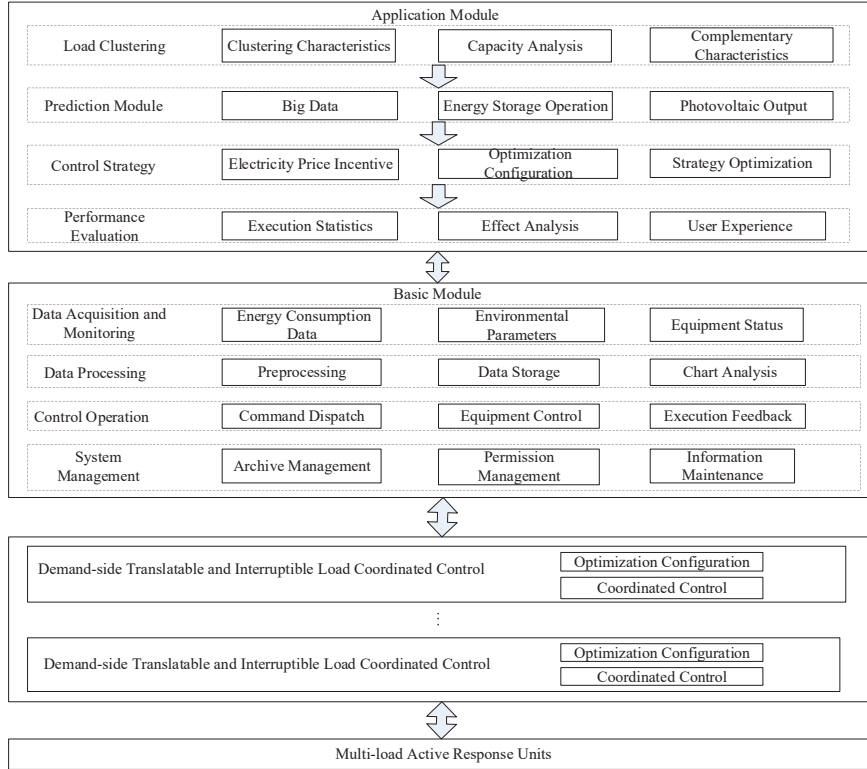 Application Module
Load Clustering
Clustering Characteristics
Capacity Analysis
Complementary
Characteristics
Prediction Module
Big Data
Energy Storage Operation
Photovoltaic Output
Control Strategy
Electricity Price Incentive
Optimization
Configuration
Strategy Optimization
Performance
Evaluation
Execution Statistics
Effect Analysis
User Experience
Basic Module
Data Acquisition and
Monitoring
Energy Consumption
Data
Environmental
Parameters
Equipment Status
Data Processing
Preprocessing
Data Storage
Chart Analysis
Control Operation
Command Dispatch
Equipment Control
Execution Feedback
System
Management
Archive Management
Permission
Management
Information
Maintenance
Demand-side Translatable and Interruptible Load Coordinated Control
Optimization Configuration
Coordinated Control
⋮
Demand-side Translatable and Interruptible Load Coordinated Control
Optimization Configuration
Coordinated Control
Multi-load Active Response Units